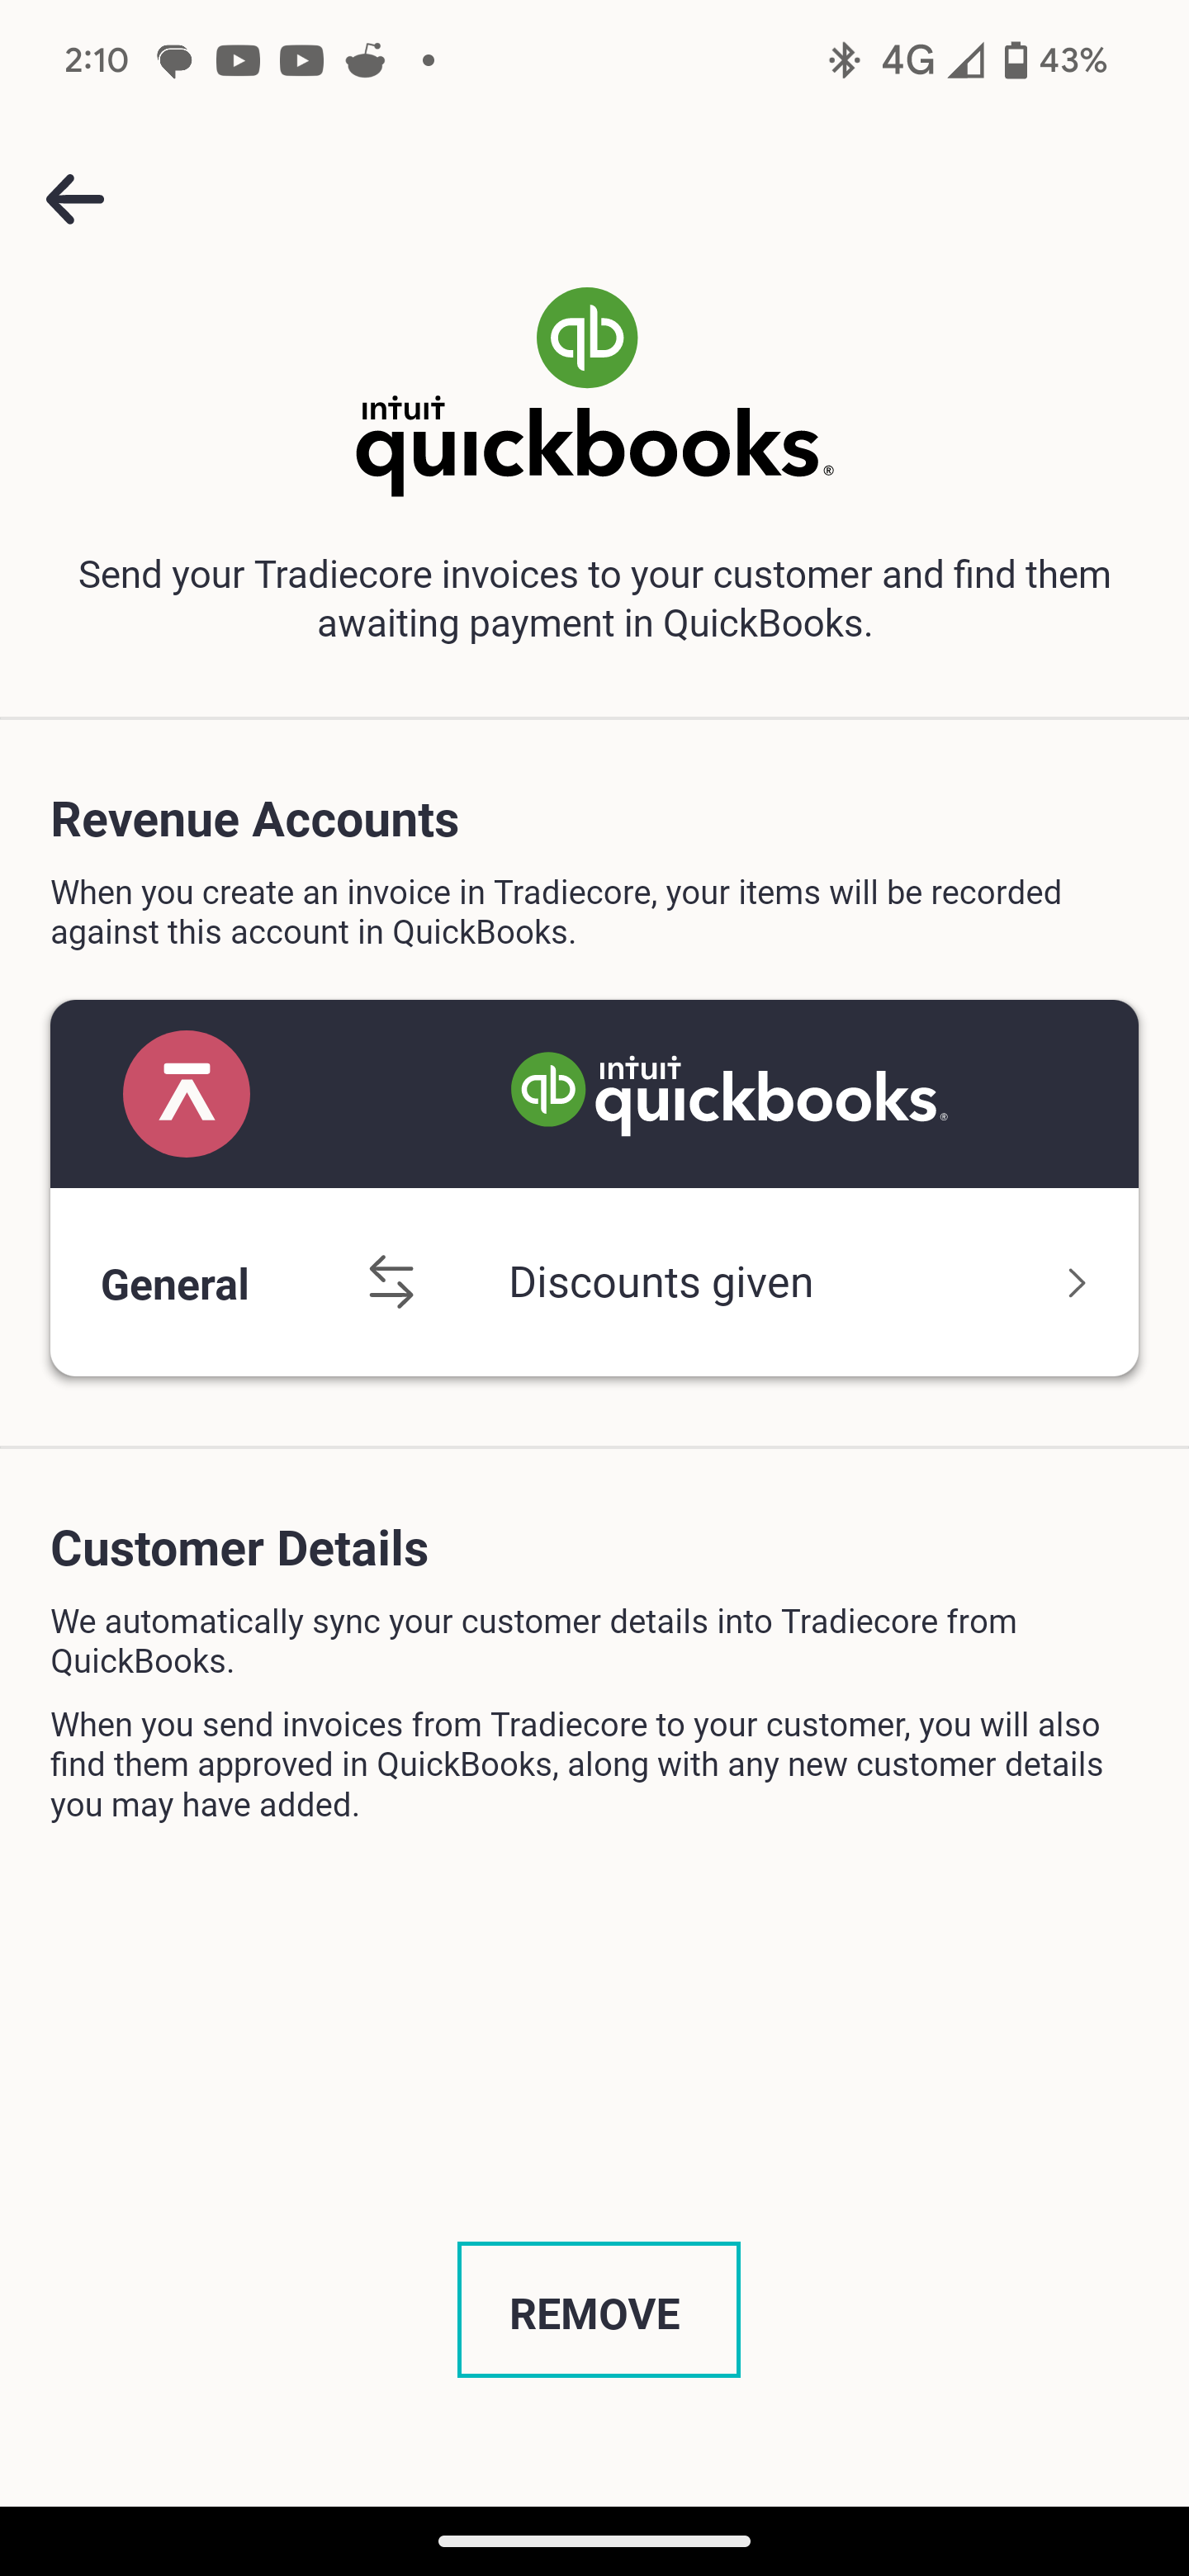 2:10
4G
43%
qb
intuit
quickbooks®
Send your Tradiecore invoices to your customer and find them
awaiting payment in QuickBooks.
Revenue Accounts
When you create an invoice in Tradiecore, your items will be recorded
against this account in QuickBooks.
qb intuit
quickbooks®
General Discounts given
Customer Details
We automatically sync your customer details into Tradiecore from
QuickBooks.
When you send invoices from Tradiecore to your customer, you will also
find them approved in QuickBooks, along with any new customer details
you may have added.
REMOVE